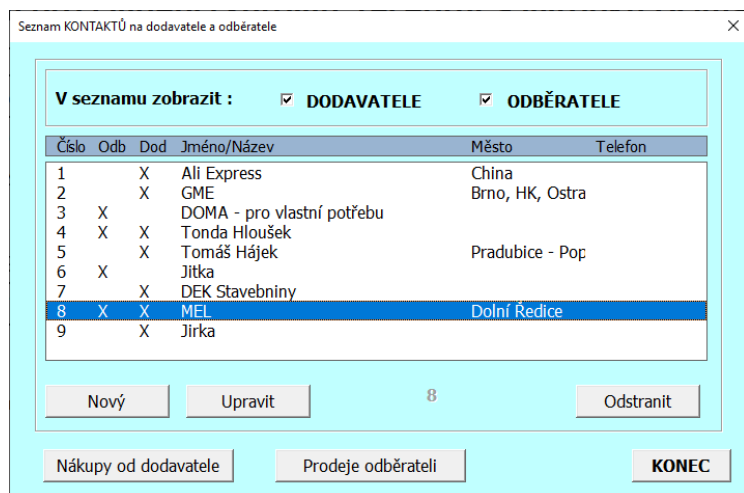 Seznam KONTAKTŮ na dodavatele a odběratele
V seznamu zobrazit : DODAVATELE ODBĚRATELE
Číslo Odb Dod Jméno/Název Město Telefon
1 X Ali Express China
2 X GME Brno, HK, Ostra
3 X DOMA - pro vlastní potřebu
4 X X Tonda Hloušek
5 X Tomáš Hájek Pradubice - Pop
6 X Jitka
7 X DEK Stavebniny
8 X X MEL Dolní Ředice
9 X Jirka
Nový Upravit 8 Odstranit
Nákupy od dodavatele Prodeje odběrateli KONEC